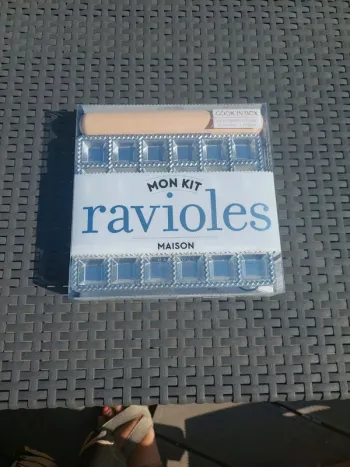 COOK IN BOX
MON KIT
ravioles
MAISON